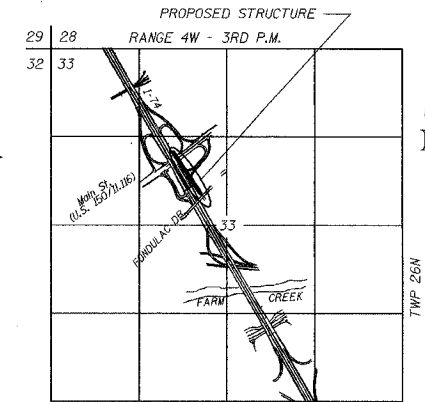 PROPOSED STRUCTURE
29 28 RANGE 4W - 3RD P.M.
32 33
I-74
Main St.
(U.S. 150/Il.116)
FONDULAC DR
33
FARM CREEK
TWP 26N